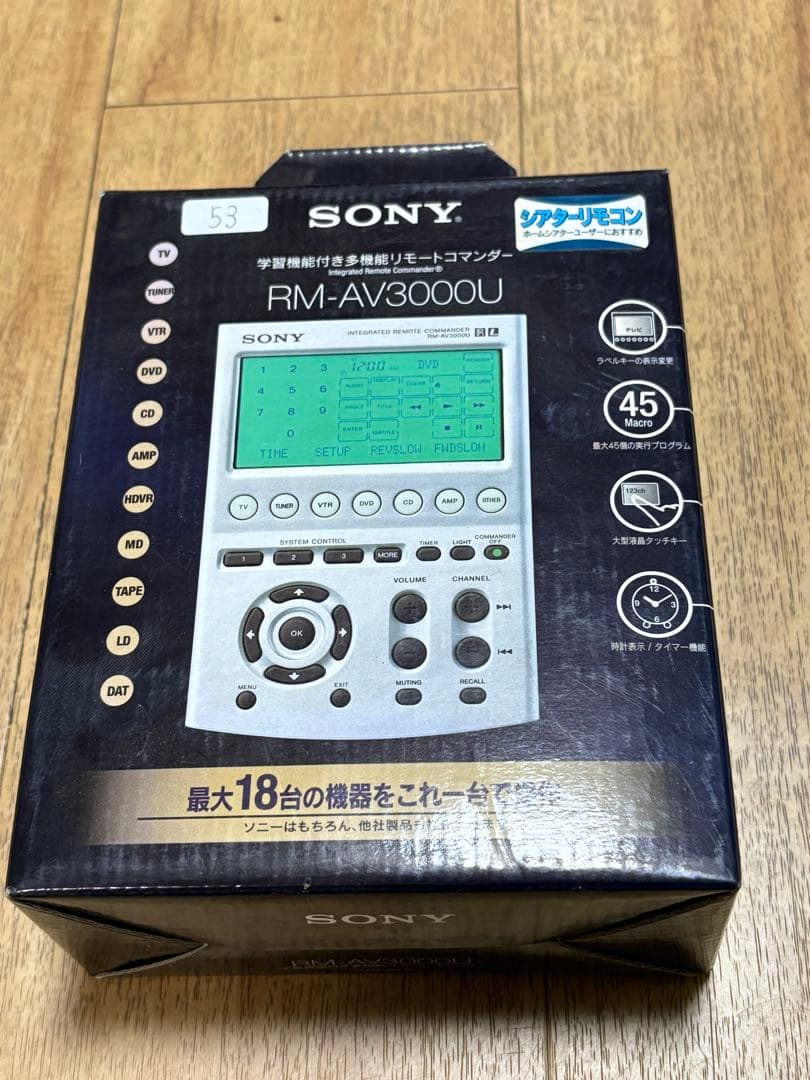 53
SONY®
シアターリモコン
ホームシアターユーザーにおすすめ
学習機能付き多機能リモートコマンダー
Integrated Remote Commander®
RM-AV3000U
TV
TUNER
VTR
DVD
CD
AMP
HDVR
MD
TAPE
LD
DAT
SONY
INTEGRATED REMOTE COMMANDER
RM-AV3000U
1 2 3 12:00 AM DVD POWER
4 5 6 AUDIO DISPLAY CLEAR RETURN
7 8 9 ANGLE TITLE
0 ENTER SUBTITLE
TIME SETUP REVSLOW FWDSLOW
TV TUNER VTR DVD CD AMP OTHER
SYSTEM CONTROL
TIMER LIGHT COMMANDER OFF
1 2 3 MORE
VOLUME CHANNEL
OK
MENU EXIT MUTING RECALL
テレビ
ラベルキーの表示変更
45
Macro
最大45個の実行プログラム
123ch
大型液晶タッチキー
12
9 3
6
時計表示 / タイマー機能
最大18台の機器をこれ一台で
ソニーはもちろん、他社製品
SONY
RM-AV3000U